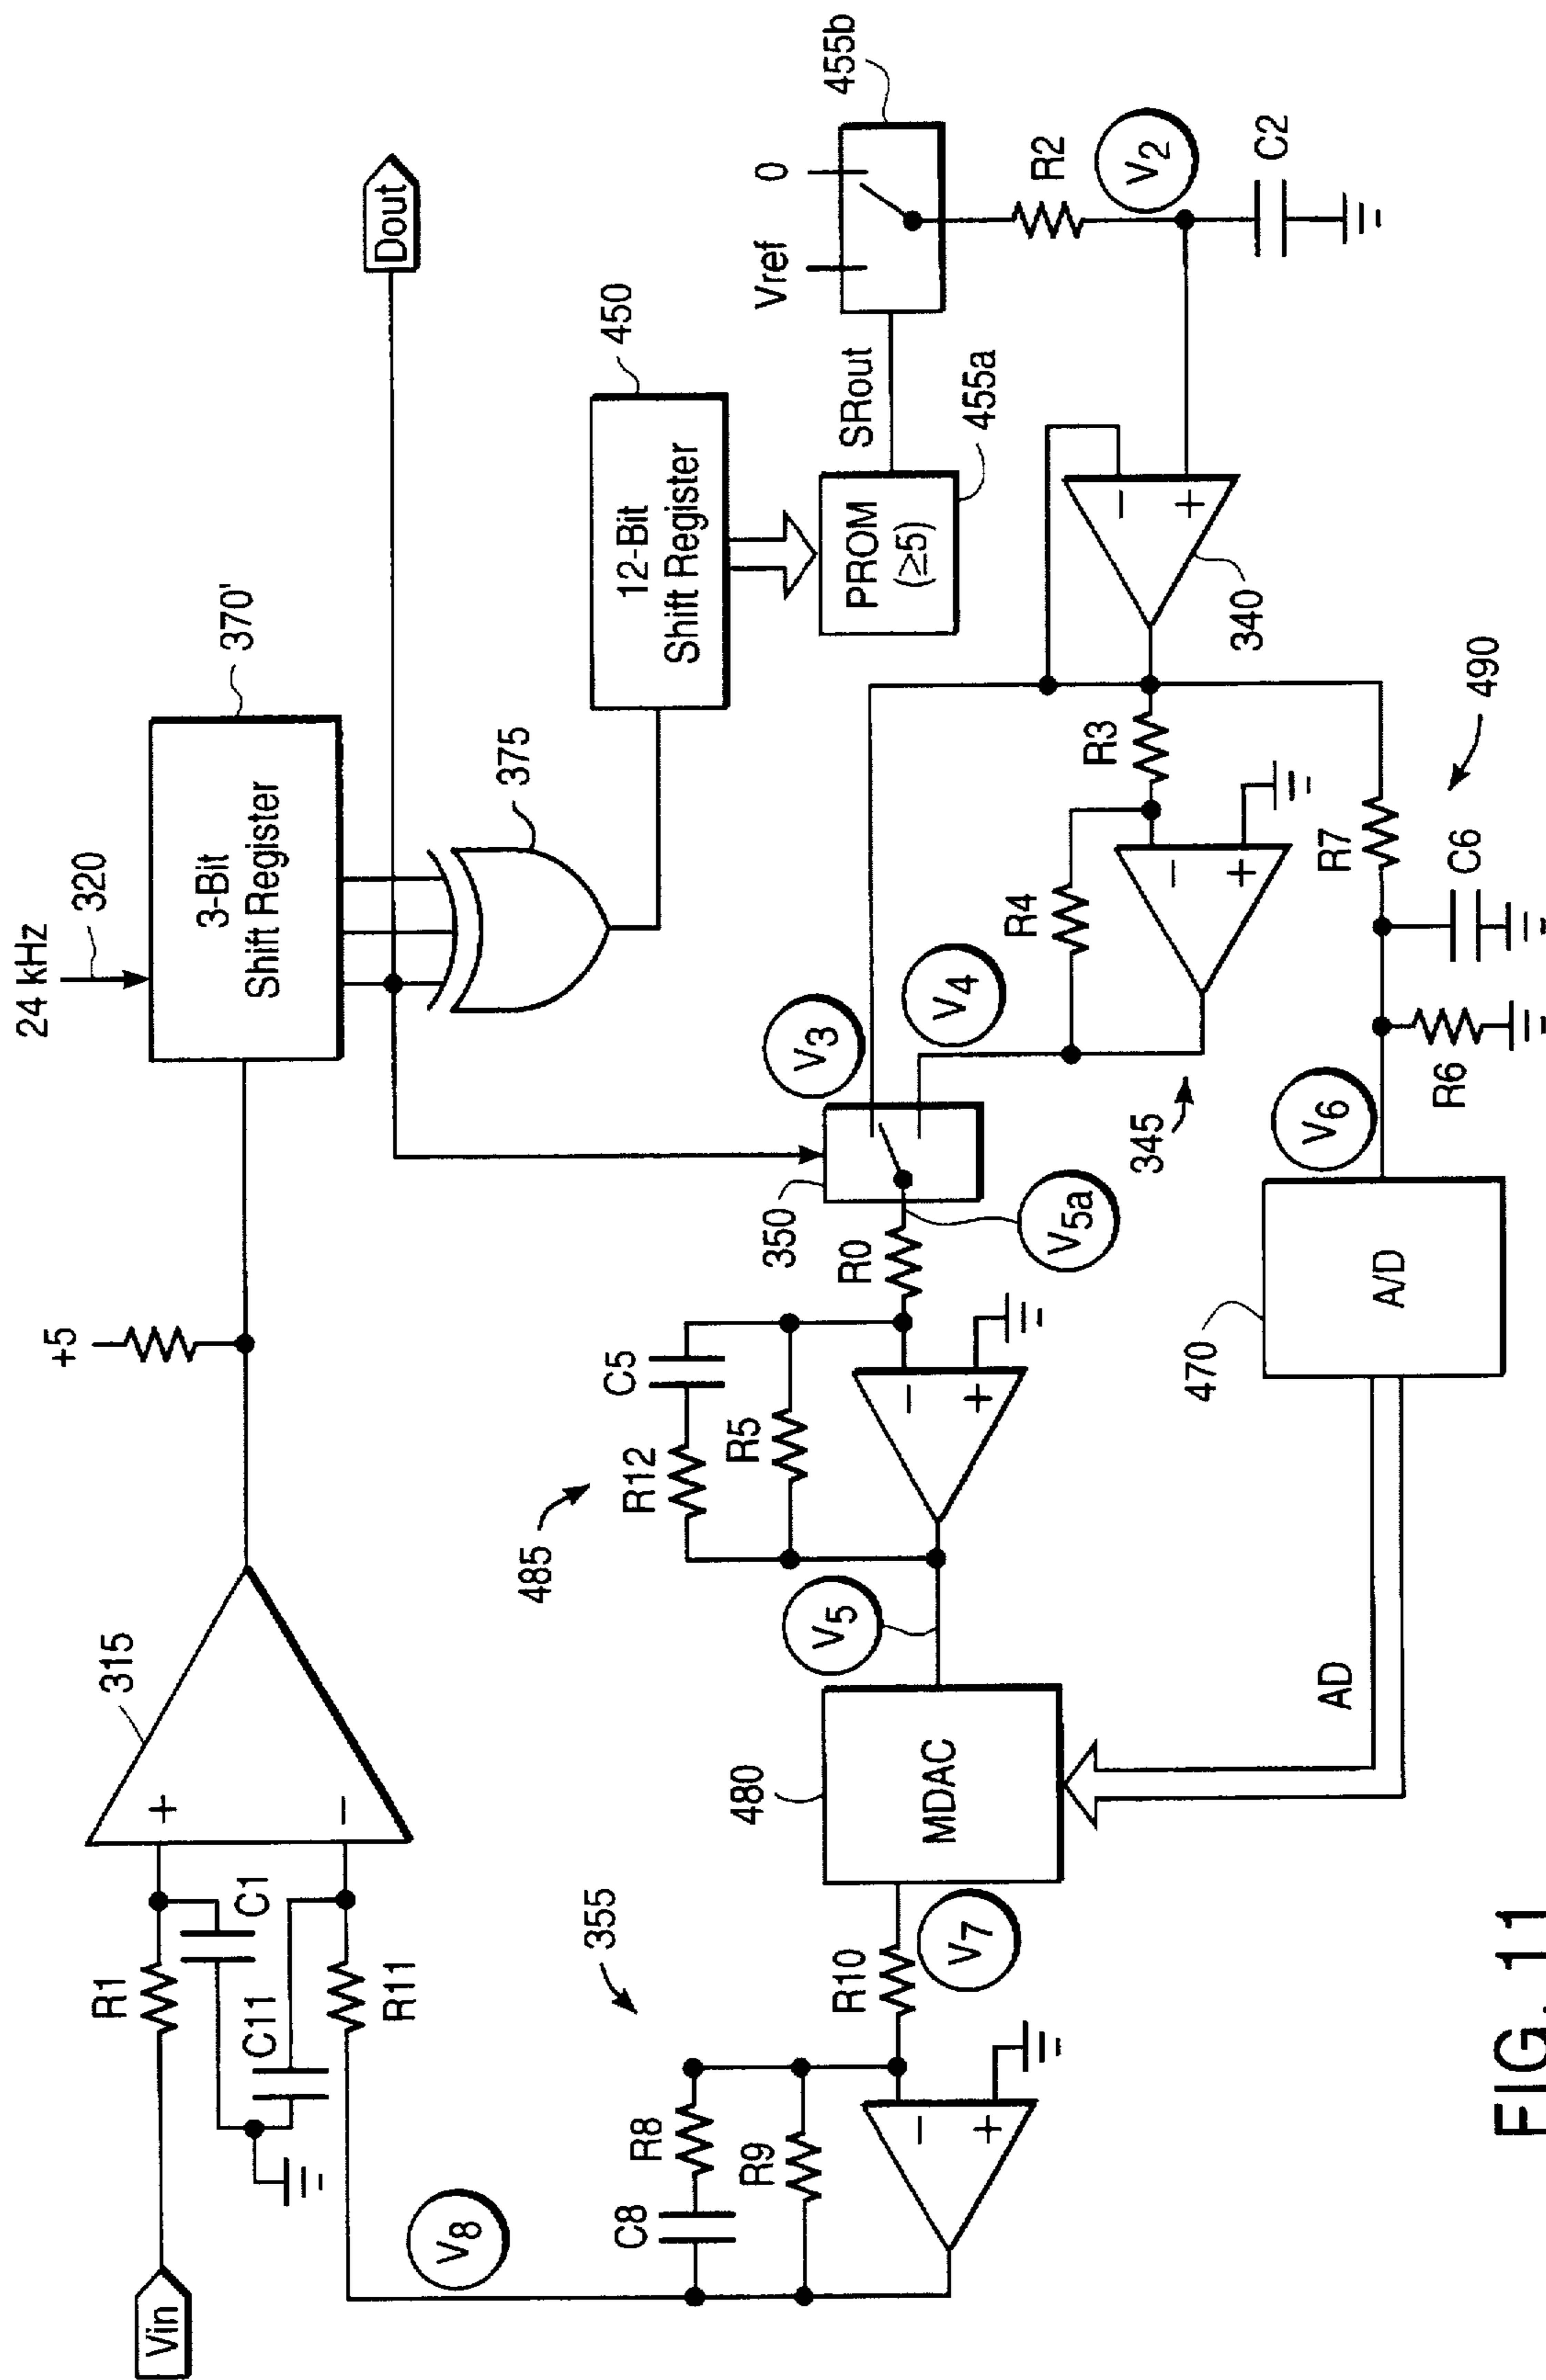 24 kHz
320
3-Bit
Shift Register
370'
Dout
+5
315
+
−
Vin
R1
C1
C11
R11
375
12-Bit
Shift Register
450
PROM
(≥5)
455a
SRout
Vref
0
455b
R2
V2
C2
−
+
340
R3
R4
−
+
345
V3
V4
350
V5a
R0
485
R12
C5
R5
−
+
V5
480
MDAC
AD
470
A/D
V6
R6
C6
R7
490
355
V7
R10
R8
C8
R9
−
+
V8
FIG. 11